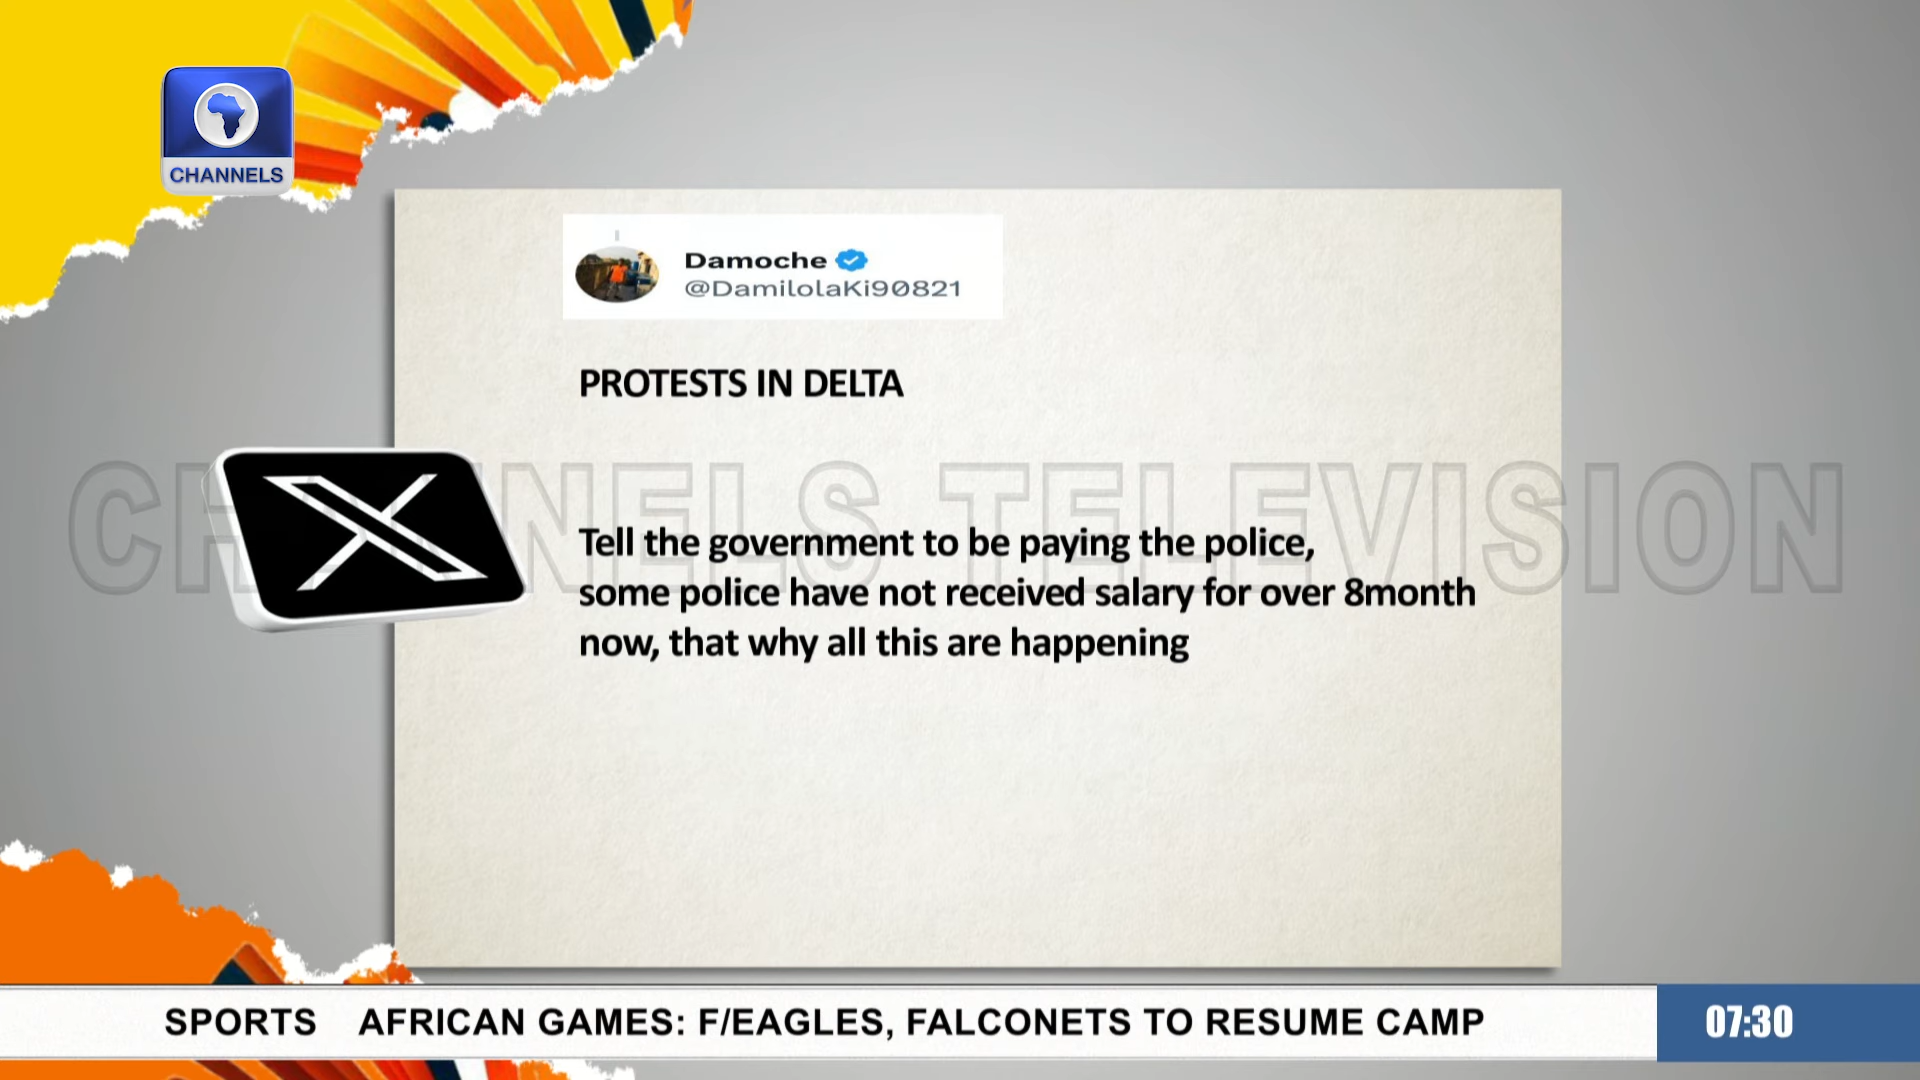 CHANNELS
Damoche
@DamilolaKi90821
PROTESTS IN DELTA
CHANNELS TELEVISION
Tell the government to be paying the police,
some police have not received salary for over 8month
now, that why all this are happening
SPORTS AFRICAN GAMES: F/EAGLES, FALCONETS TO RESUME CAMP
07:30